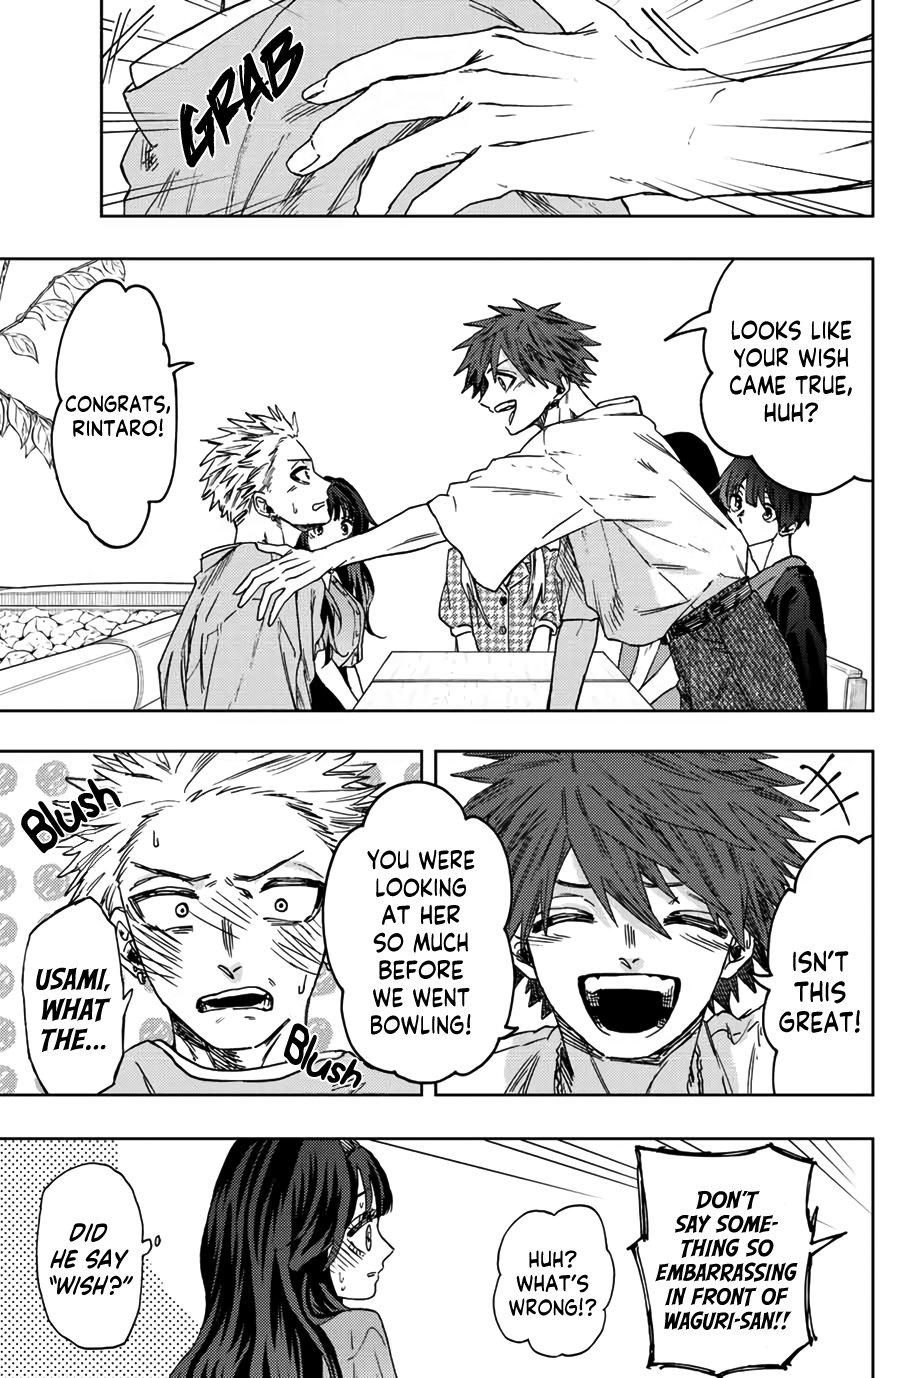 GRAB
LOOKS LIKE
YOUR WISH
CAME TRUE,
HUH?
CONGRATS,
RINTARO!
ISN'T
THIS
GREAT!
YOU WERE
LOOKING
AT HER
SO MUCH
BEFORE
WE WENT
BOWLING!
Blush
USAMI,
WHAT
THE...
Blush
DON'T
SAY SOME-
THING SO
EMBARRASSING
IN FRONT OF
WAGURI-SAN!!
HUH?
WHAT'S
WRONG!?
DID
HE SAY
"WISH?"